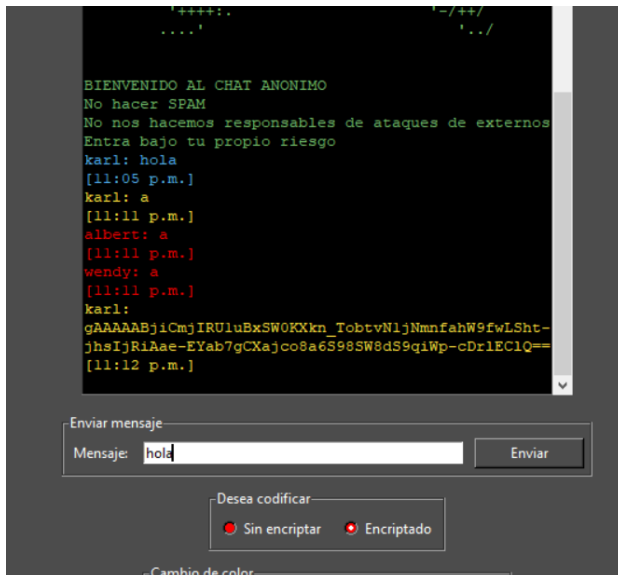 '++++:.                    '-/++/
....'                         '../
BIENVENIDO AL CHAT ANONIMO
No hacer SPAM
No nos hacemos responsables de ataques de externos
Entra bajo tu propio riesgo
karl: hola
[11:05 p.m.]
karl: a
[11:11 p.m.]
albert: a
[11:11 p.m.]
wendy: a
[11:11 p.m.]
karl:
gAAAAABjiCmjIRU1uBxSW0KXkn_TobtvN1jNmnfahW9fwLSht-
jhsIjRiAae-EYab7gCXajco8a6S98SW8dS9qiWp-cDrlEClQ==
[11:12 p.m.]
Enviar mensaje
Mensaje: hola Enviar
Desea codificar
Sin encriptar Encriptado
Cambio de color